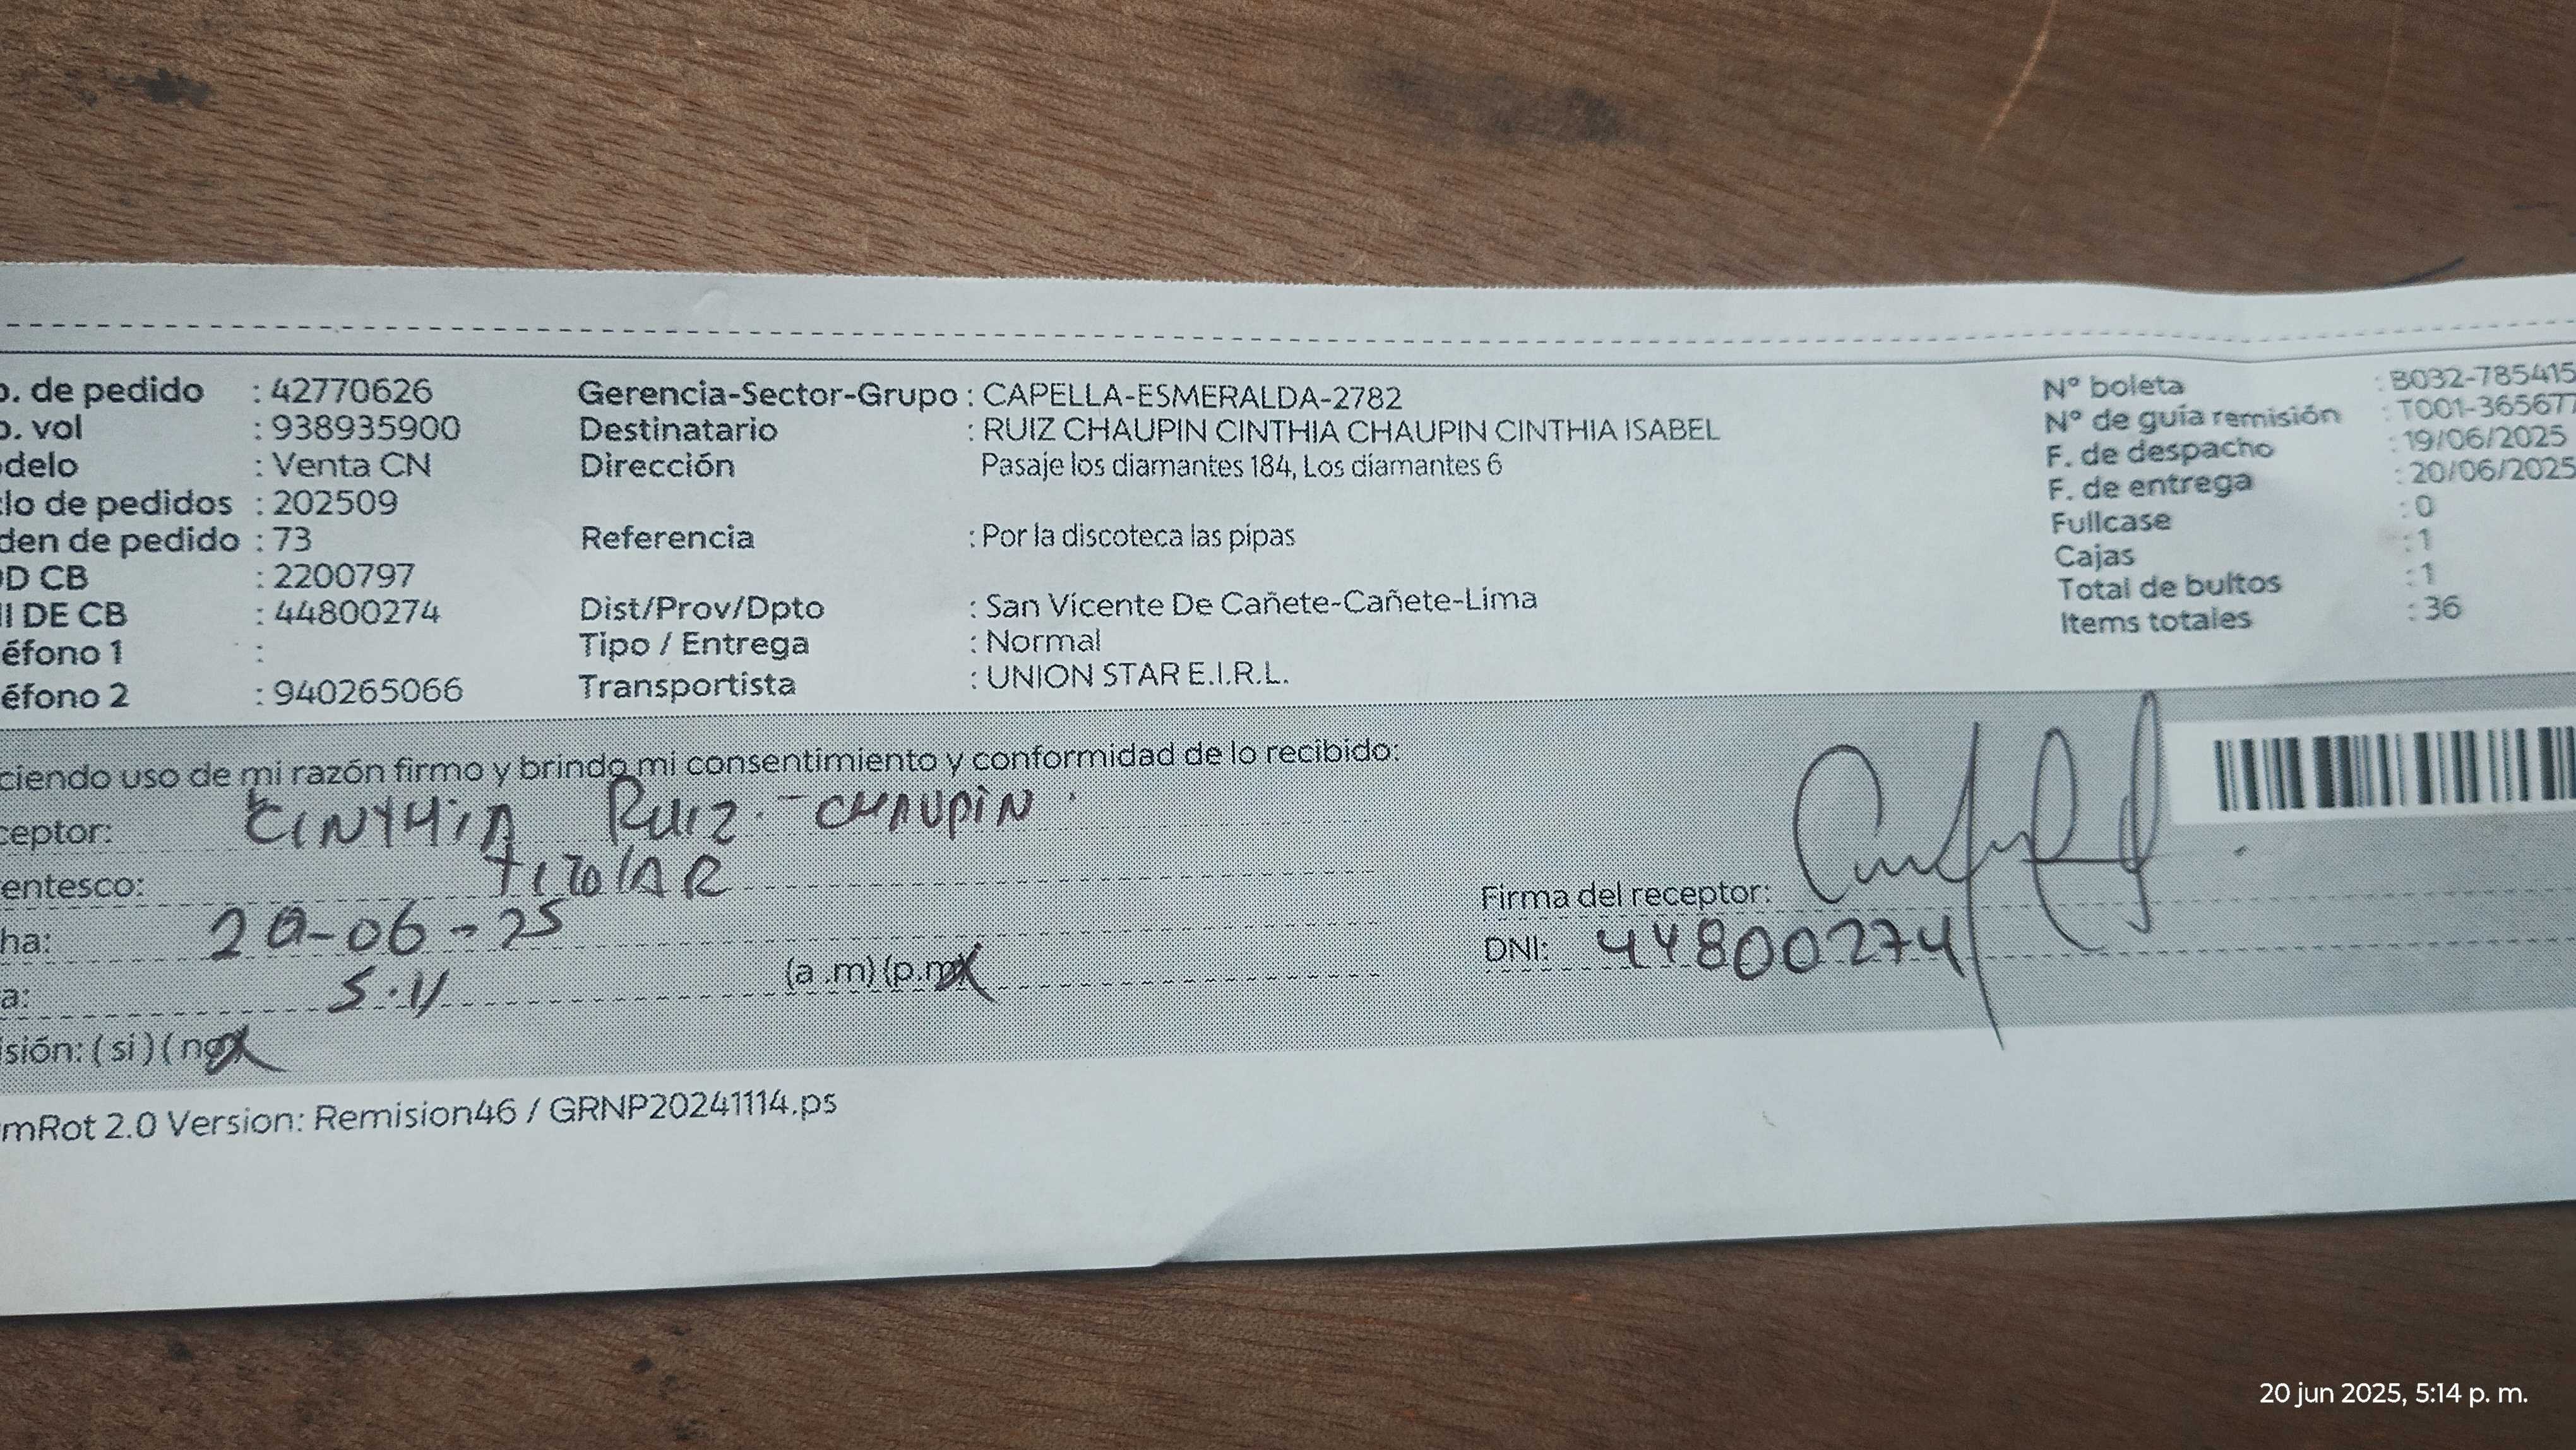 o. de pedido : 42770626 Gerencia-Sector-Grupo : CAPELLA-ESMERALDA-2782 N° boleta : B032-785415
o. vol : 938935900 Destinatario : RUIZ CHAUPIN CINTHIA CHAUPIN CINTHIA ISABEL N° de guía remisión : T001-365677
delo : Venta CN Dirección Pasaje los diamantes 184, Los diamantes 6 F. de despacho : 19/06/2025
lo de pedidos : 202509 F. de entrega : 20/06/2025
den de pedido : 73 Referencia : Por la discoteca las pipas Fullcase : 0
D CB : 2200797 Cajas : 1
I DE CB : 44800274 Dist/Prov/Dpto : San Vicente De Cañete-Cañete-Lima Total de bultos : 1
éfono 1 : Tipo / Entrega : Normal Items totales : 36
éfono 2 : 940265066 Transportista : UNION STAR E.I.R.L.
ciendo uso de mi razón firmo y brindo mi consentimiento y conformidad de lo recibido:
ceptor: CINTHIA Ruiz - CHAUPIN
entesco: TITOLAR
Firma del receptor:
ha: 20-06-25
DNI: 44800274
a: 5.11 (a .m) (p.m)
isión: ( si ) ( no)
mRot 2.0 Version: Remision46 / GRNP20241114.ps
20 jun 2025, 5:14 p. m.